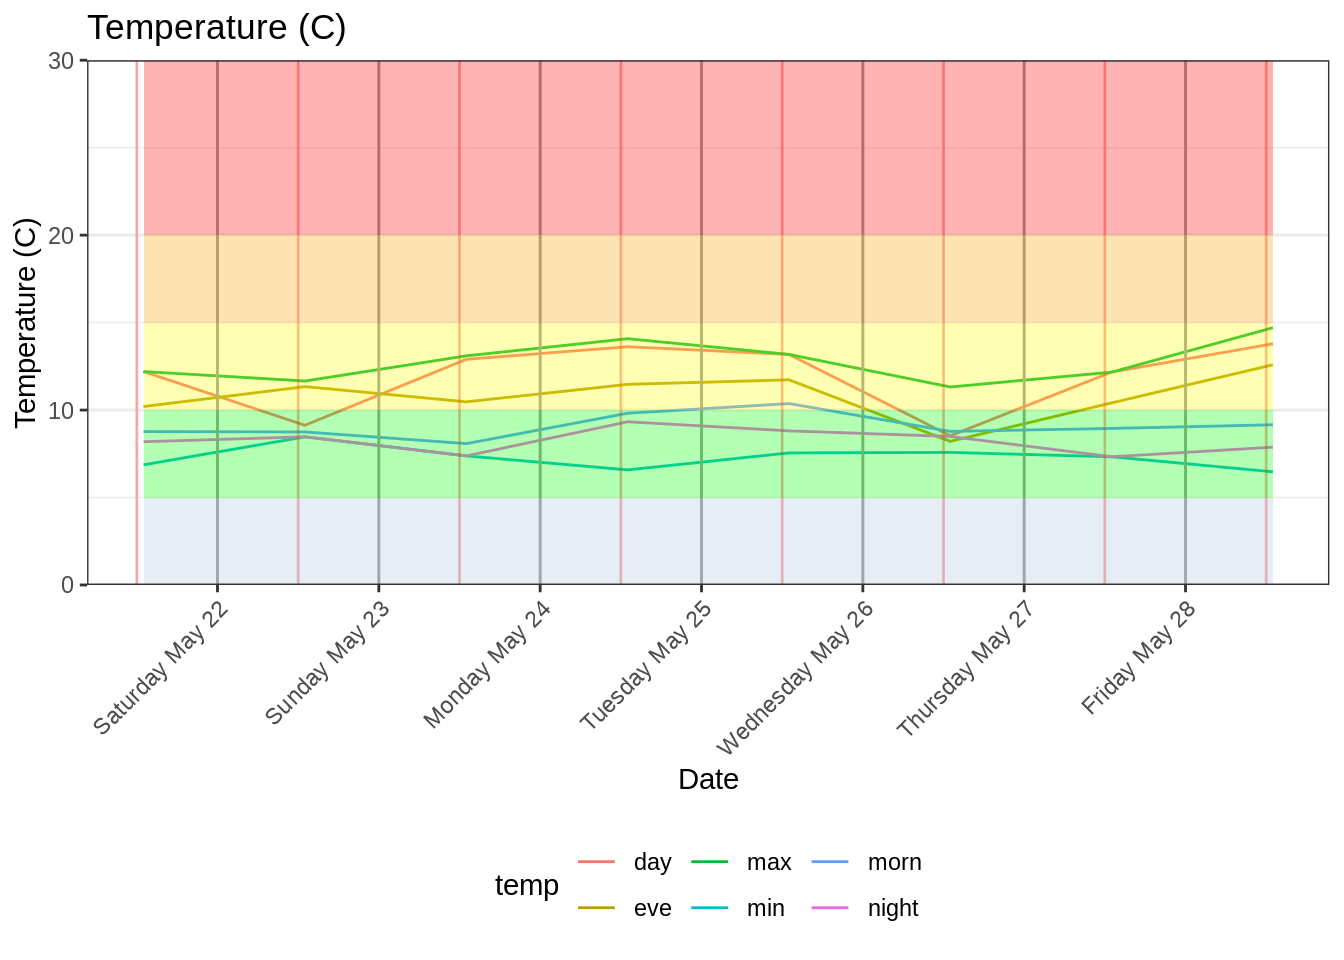 Temperature (C)
30
20
10
0
Temperature (C)
Saturday May 22
Sunday May 23
Monday May 24
Tuesday May 25
Wednesday May 26
Thursday May 27
Friday May 28
Date
temp
day
max
morn
eve
min
night